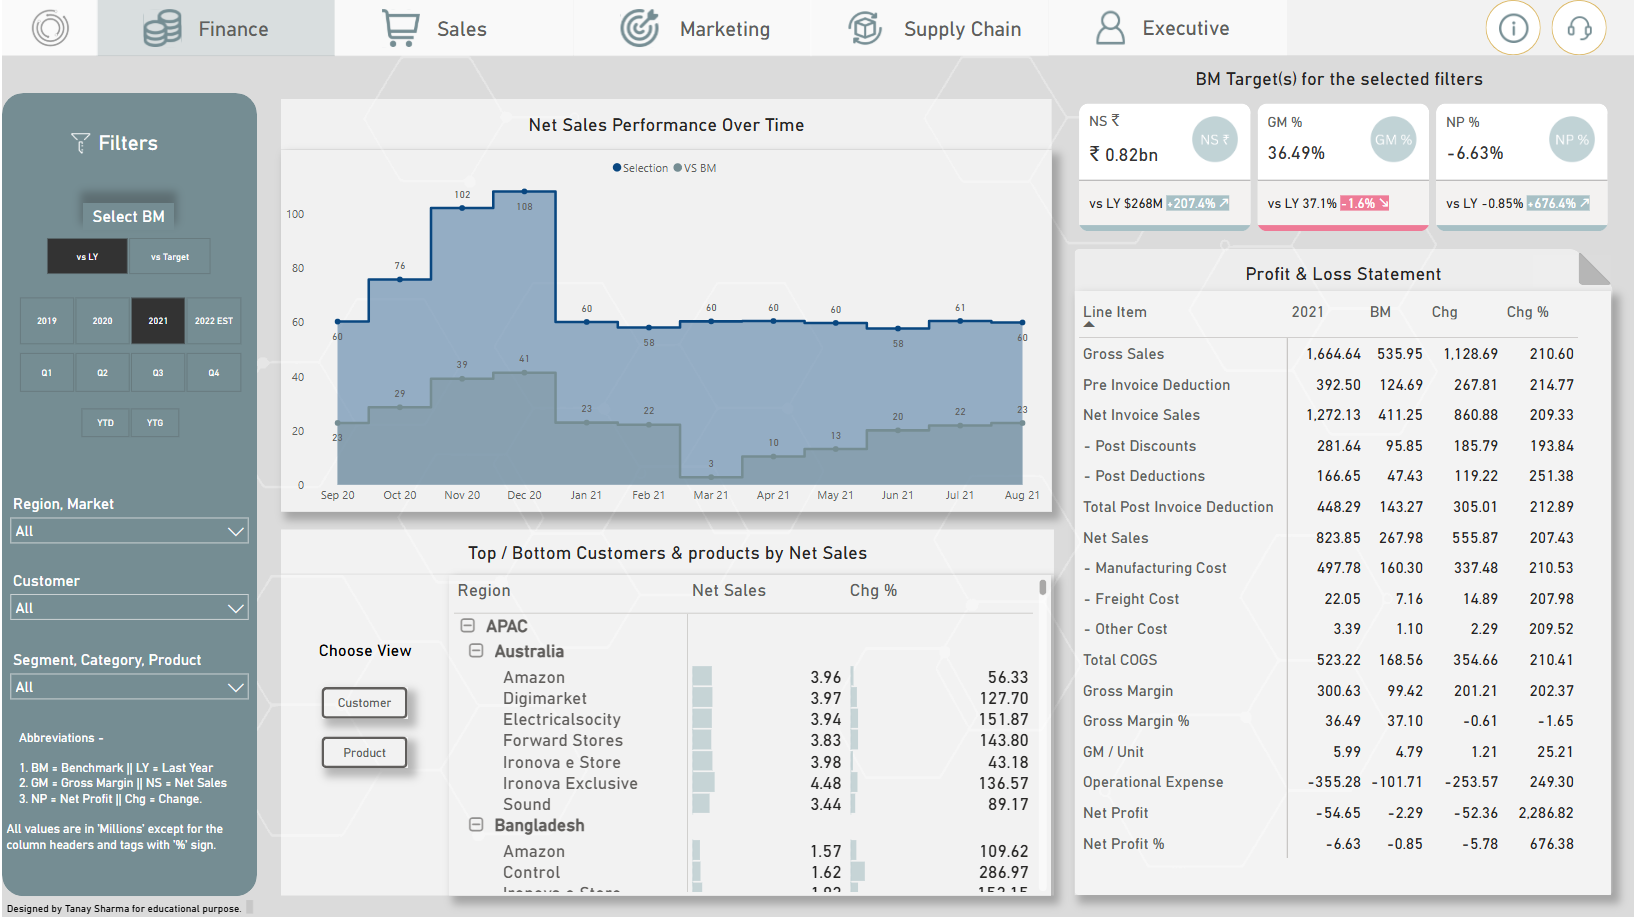 Finance
Sales
Marketing
Supply Chain
Executive
Filters
Select BM
vs LY
vs Target
2019
2020
2021
2022 EST
Q1
Q2
Q3
Q4
YTD
YTG
Region, Market
All
Customer
All
Segment, Category, Product
All
Abbreviations -
1. BM = Benchmark || LY = Last Year
2. GM = Gross Margin || NS = Net Sales
3. NP = Net Profit || Chg = Change.
All values are in 'Millions' except for the
column headers and tags with '%' sign.
Designed by Tanay Sharma for educational purpose.
Net Sales Performance Over Time
Selection VS BM
100
80
60
40
20
0
60 76 102 108 60 58 60 60 60 58 61 60
23 29 39 41 23 22 3 10 13 20 22 23
Sep 20 Oct 20 Nov 20 Dec 20 Jan 21 Feb 21 Mar 21 Apr 21 May 21 Jun 21 Jul 21 Aug 21
Top / Bottom Customers & products by Net Sales
Choose View
Customer
Product
Region Net Sales Chg %
APAC
Australia
Amazon 3.96 56.33
Digimarket 3.97 127.70
Electricalsocity 3.94 151.87
Forward Stores 3.83 143.80
Ironova e Store 3.98 43.18
Ironova Exclusive 4.48 136.57
Sound 3.44 89.17
Bangladesh
Amazon 1.57 109.62
Control 1.62 286.97
BM Target(s) for the selected filters
NS ₹
₹ 0.82bn
NS ₹
vs LY $268M +207.4% ↗
GM %
36.49%
GM %
vs LY 37.1% -1.6% ↘
NP %
-6.63%
NP %
vs LY -0.85% +676.4% ↗
Profit & Loss Statement
Line Item 2021 BM Chg Chg %
Gross Sales 1,664.64 535.95 1,128.69 210.60
Pre Invoice Deduction 392.50 124.69 267.81 214.77
Net Invoice Sales 1,272.13 411.25 860.88 209.33
- Post Discounts 281.64 95.85 185.79 193.84
- Post Deductions 166.65 47.43 119.22 251.38
Total Post Invoice Deduction 448.29 143.27 305.01 212.89
Net Sales 823.85 267.98 555.87 207.43
- Manufacturing Cost 497.78 160.30 337.48 210.53
- Freight Cost 22.05 7.16 14.89 207.98
- Other Cost 3.39 1.10 2.29 209.52
Total COGS 523.22 168.56 354.66 210.41
Gross Margin 300.63 99.42 201.21 202.37
Gross Margin % 36.49 37.10 -0.61 -1.65
GM / Unit 5.99 4.79 1.21 25.21
Operational Expense -355.28 -101.71 -253.57 249.30
Net Profit -54.65 -2.29 -52.36 2,286.82
Net Profit % -6.63 -0.85 -5.78 676.38